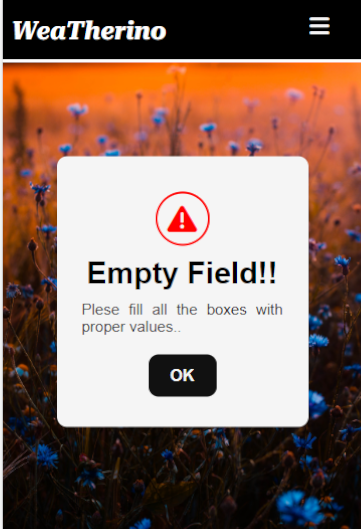 WeaTherino
Empty Field!!
Plese fill all the boxes with
proper values..
OK